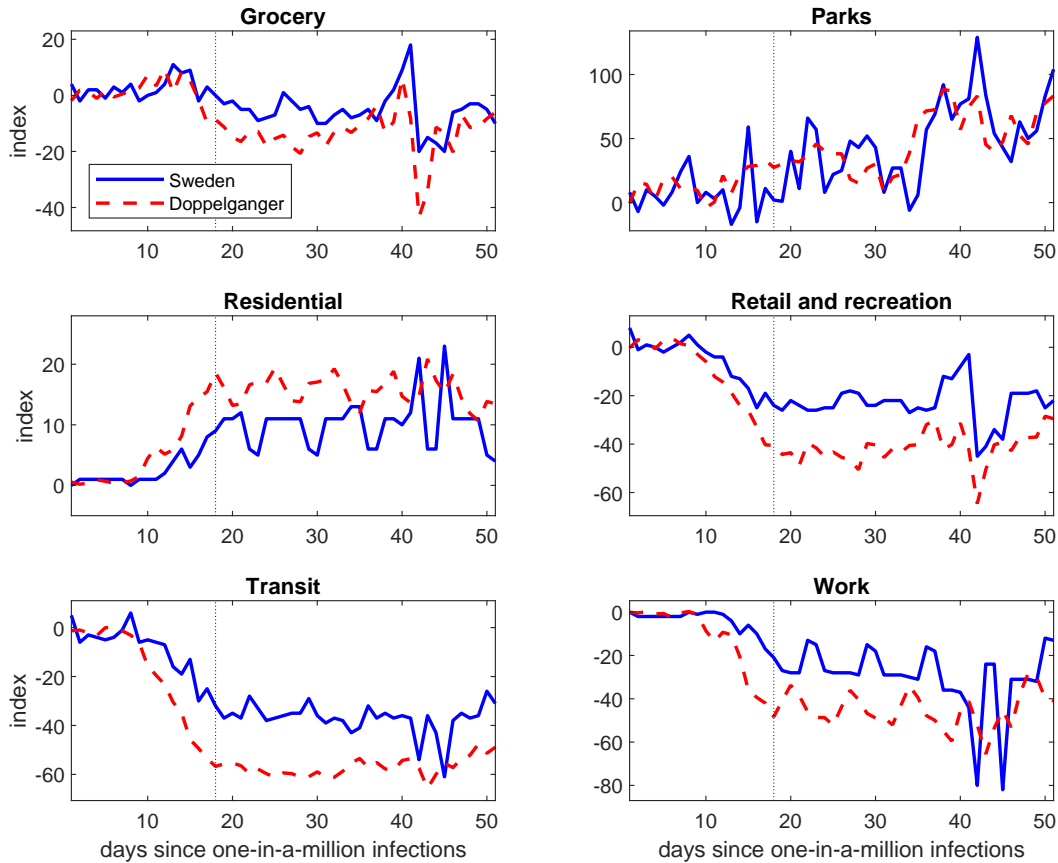 Grocery
20
0
-20
-40
index
Sweden
Doppelganger
10 20 30 40 50
Parks
100
50
0
10 20 30 40 50
Residential
20
10
0
index
10 20 30 40 50
Retail and recreation
0
-20
-40
-60
10 20 30 40 50
Transit
0
-20
-40
-60
index
10 20 30 40 50
days since one-in-a-million infections
Work
0
-20
-40
-60
-80
10 20 30 40 50
days since one-in-a-million infections